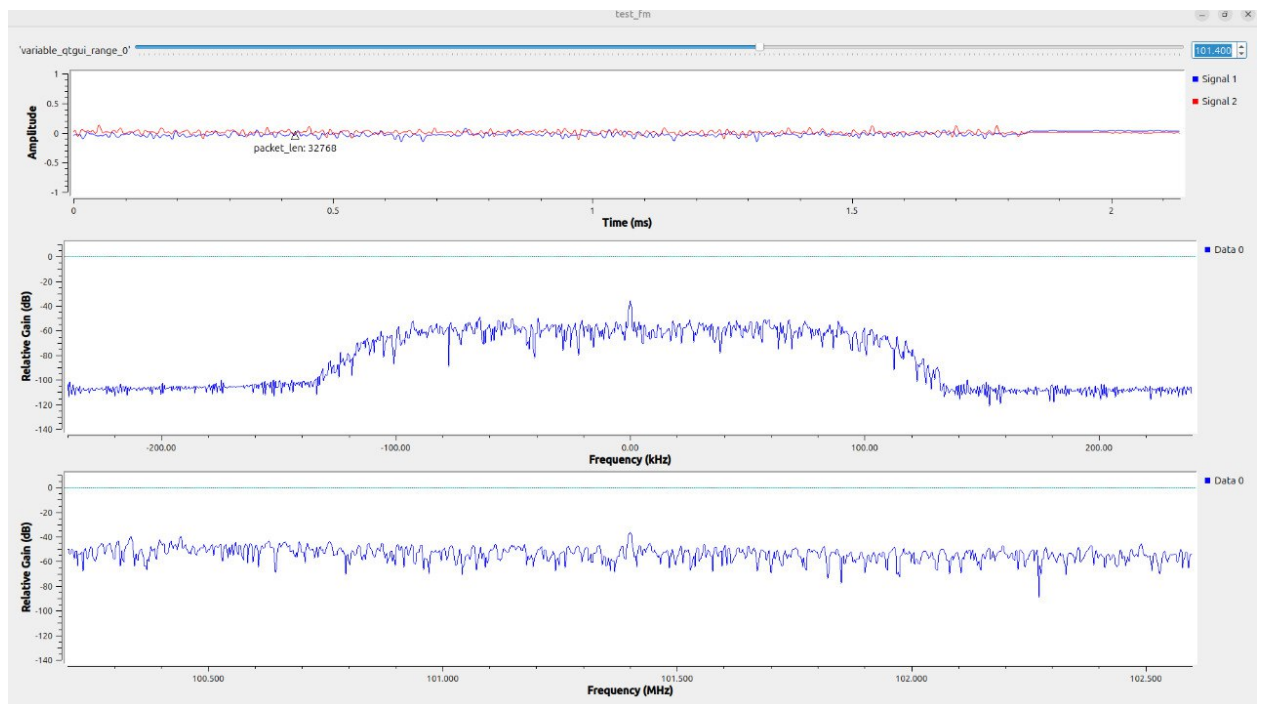 test_fm
'variable_qtgui_range_0'
101.400
1
0.5
0
-0.5
-1
Amplitude
packet_len: 32768
Signal 1
Signal 2
0
0.5
1
1.5
2
Time (ms)
0
-20
-40
-60
-80
-100
-120
-140
Relative Gain (dB)
Data 0
-200.00
-100.00
0.00
100.00
200.00
Frequency (kHz)
0
-20
-40
-60
-80
-100
-120
-140
Relative Gain (dB)
Data 0
100.500
101.000
101.500
102.000
102.500
Frequency (MHz)